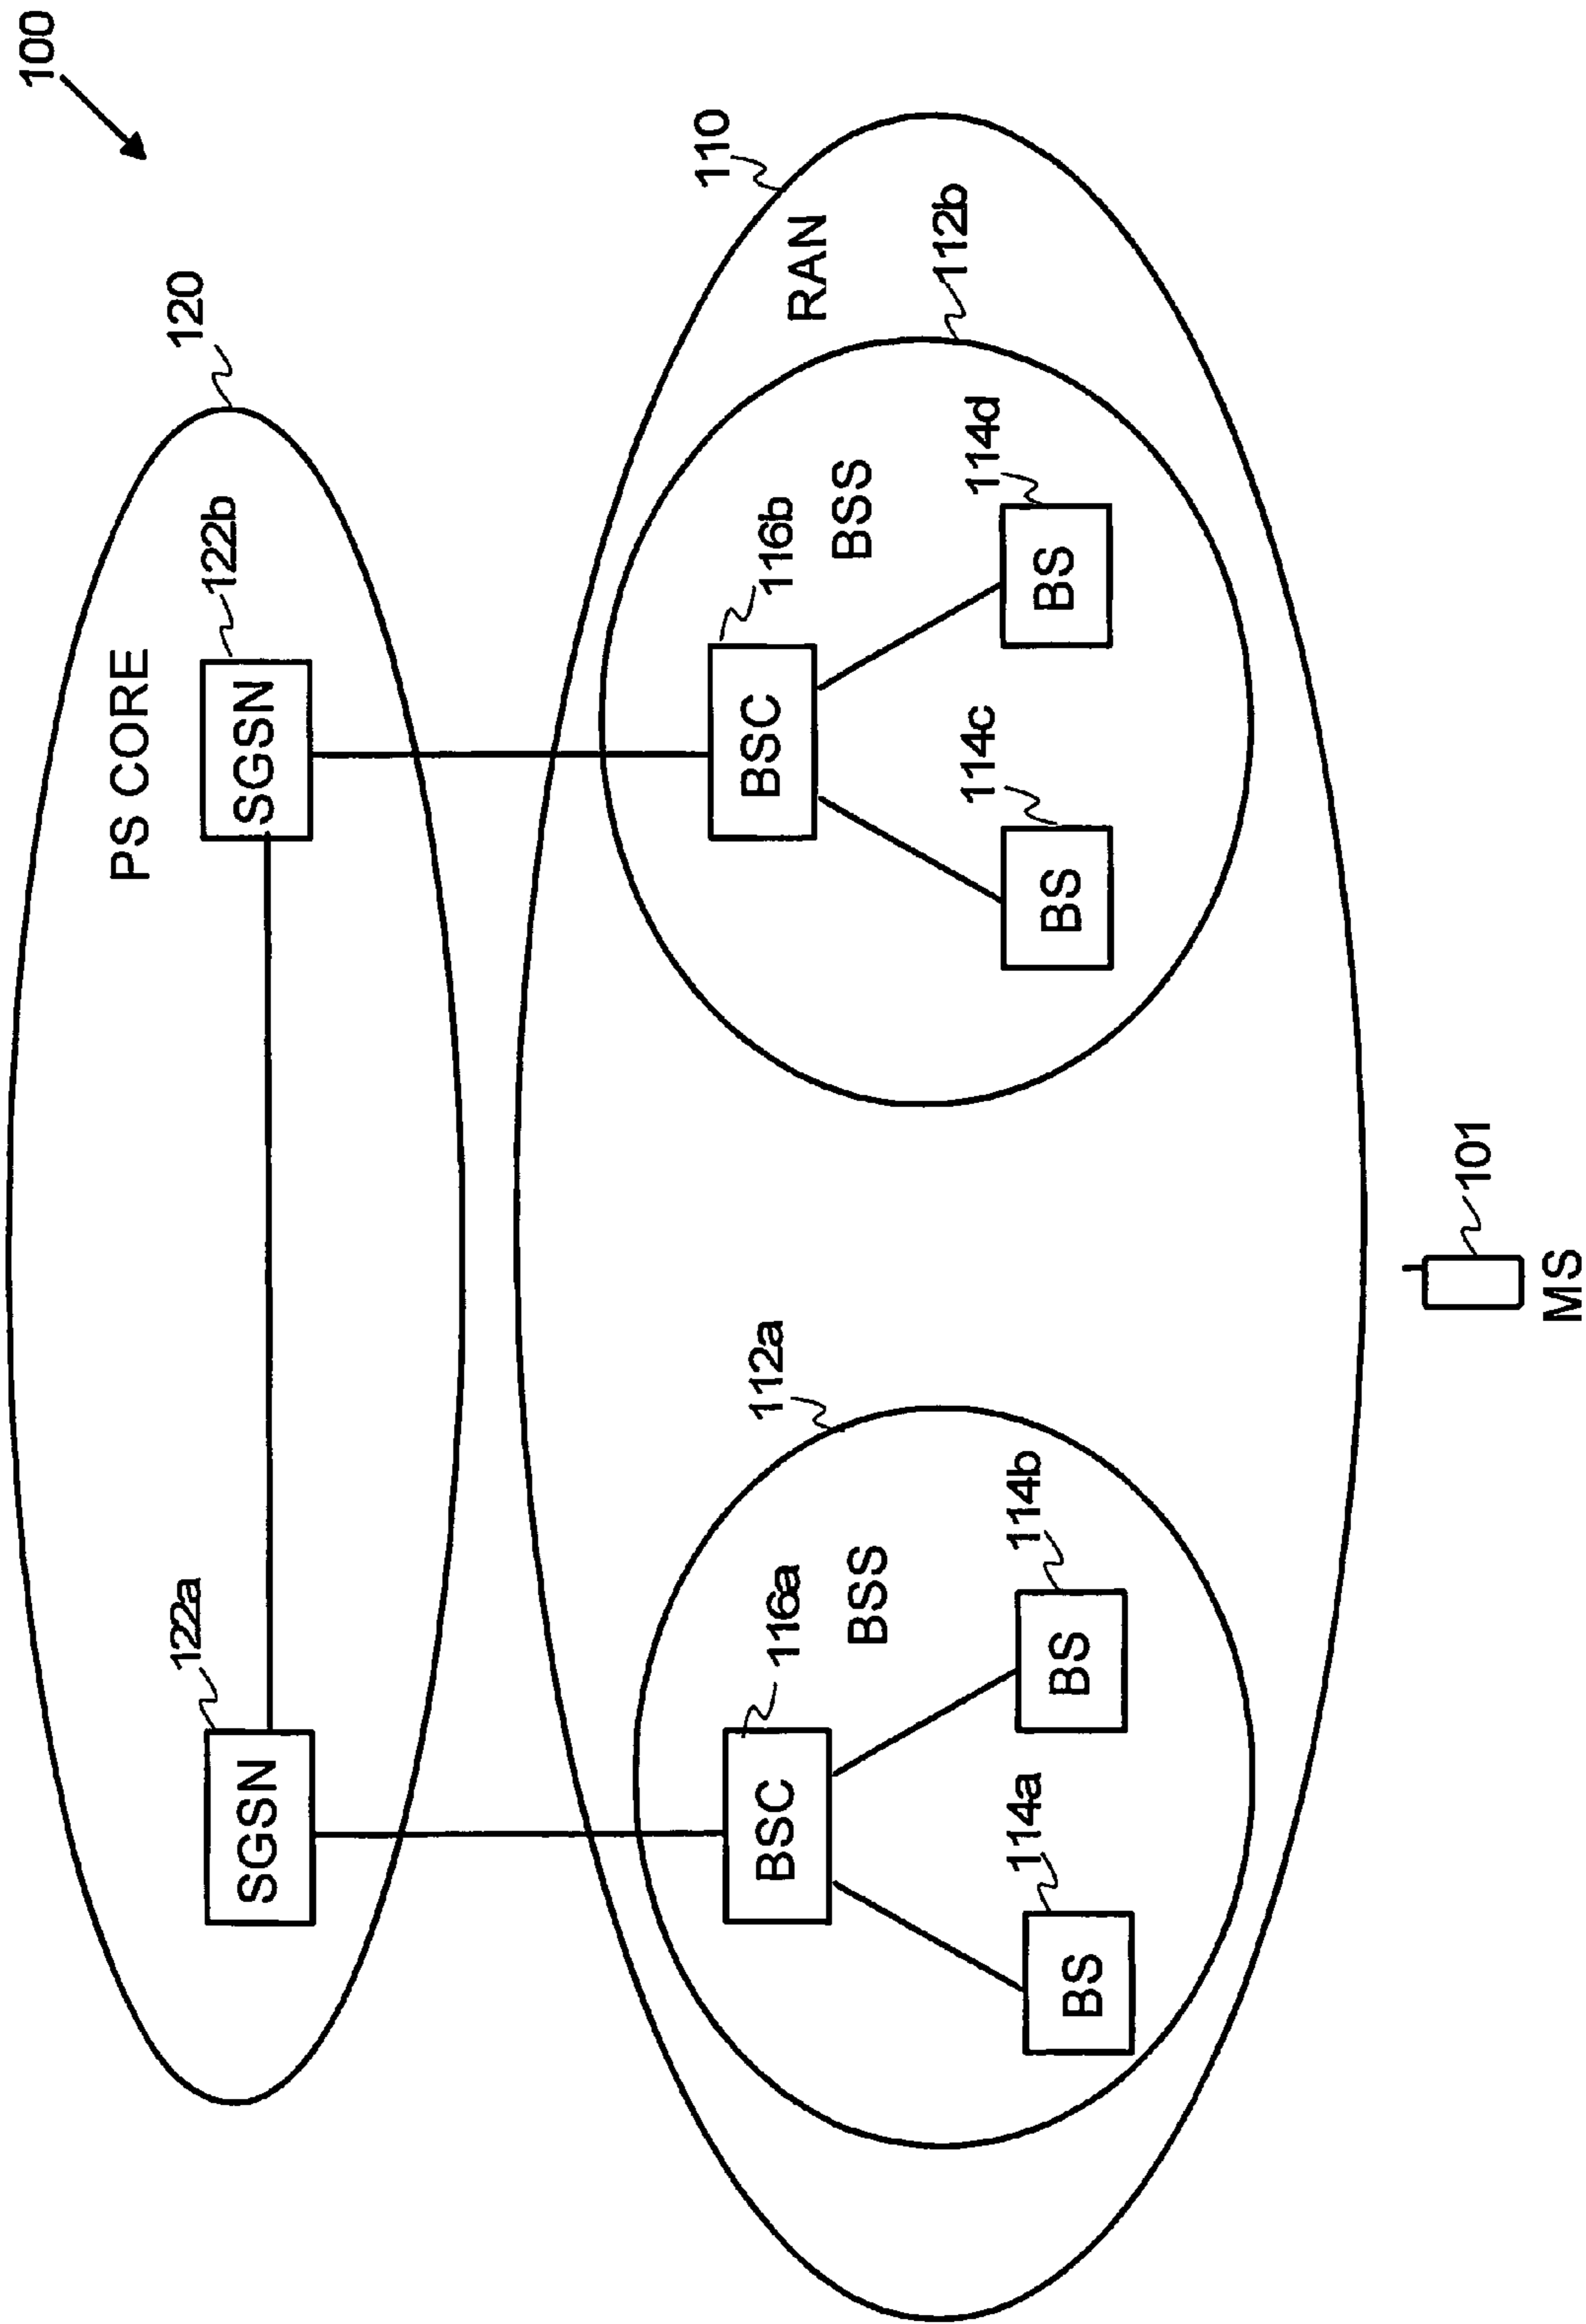 100
120
PS CORE
122a
122b
SGSN
SGSN
110
RAN
112a
112b
116a
116b
BSC
BSC
BSS
BSS
114a
114b
114c
114d
BS
BS
BS
BS
101
MS